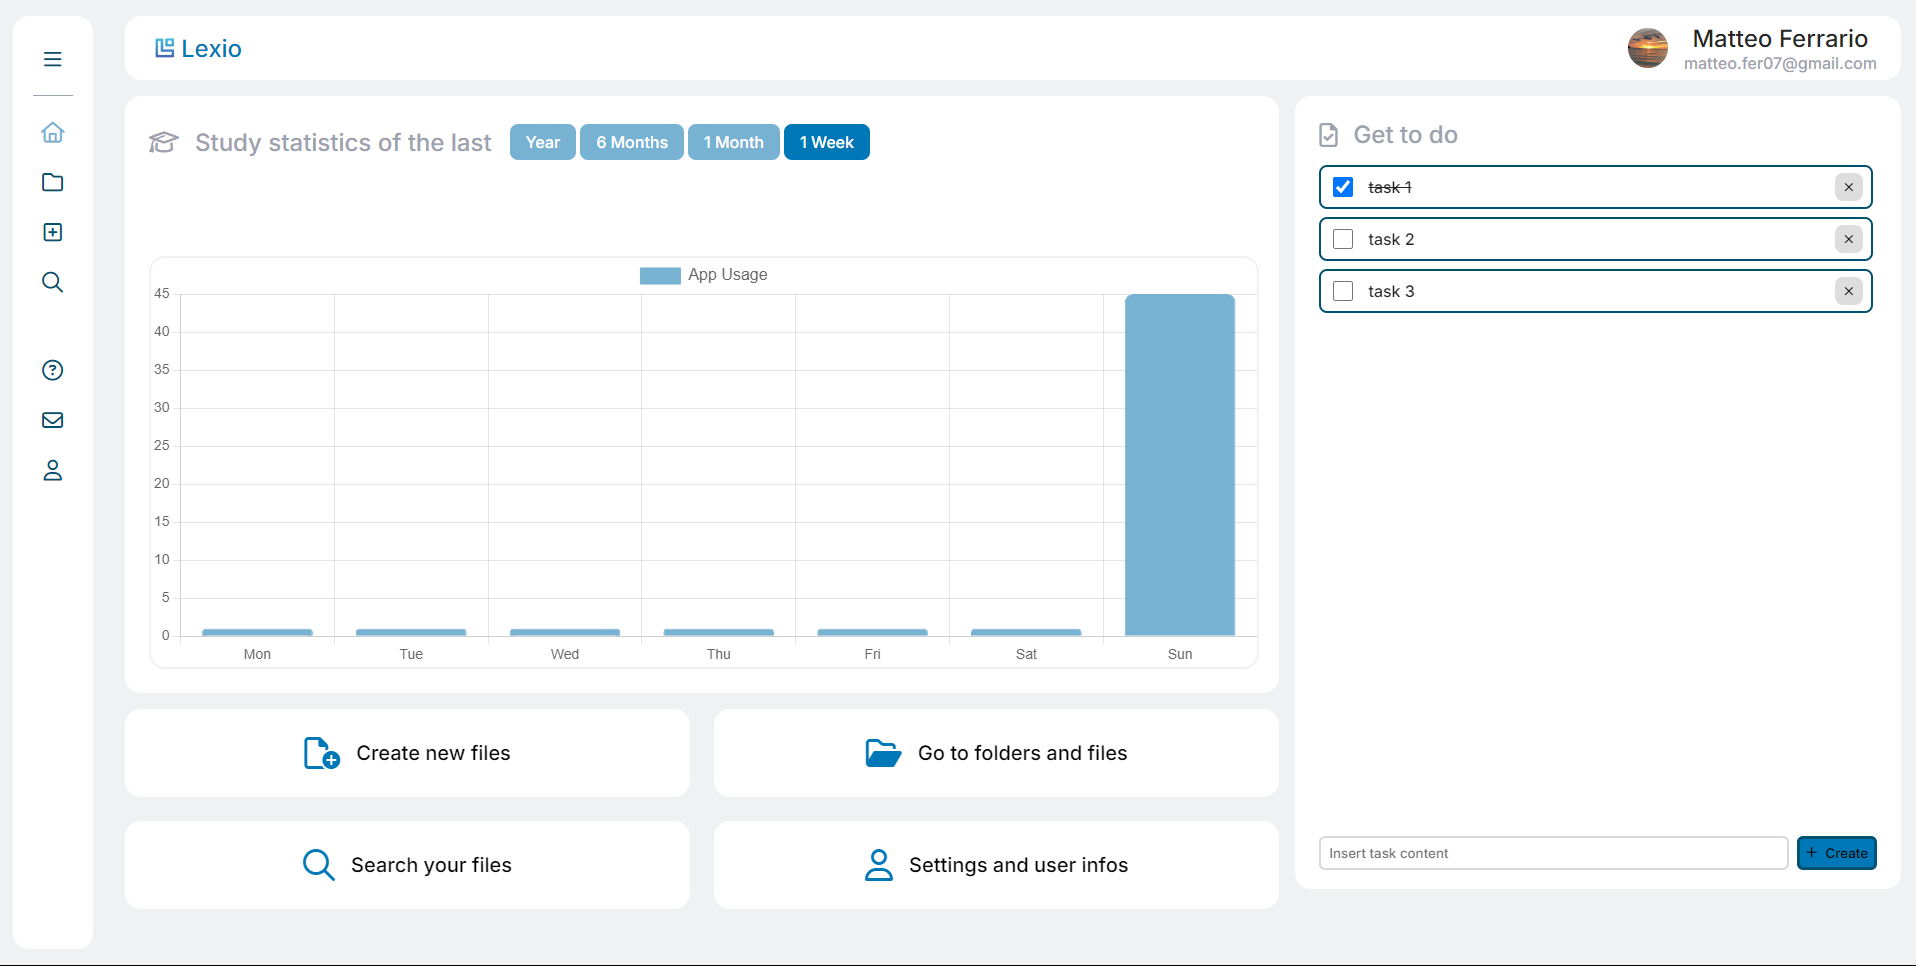 Lexio
Matteo Ferrario
matteo.fer07@gmail.com
Study statistics of the last
Year
6 Months
1 Month
1 Week
App Usage
45
40
35
30
25
20
15
10
5
0
Mon
Tue
Wed
Thu
Fri
Sat
Sun
Create new files
Go to folders and files
Search your files
Settings and user infos
Get to do
task 1
task 2
task 3
Insert task content
+ Create